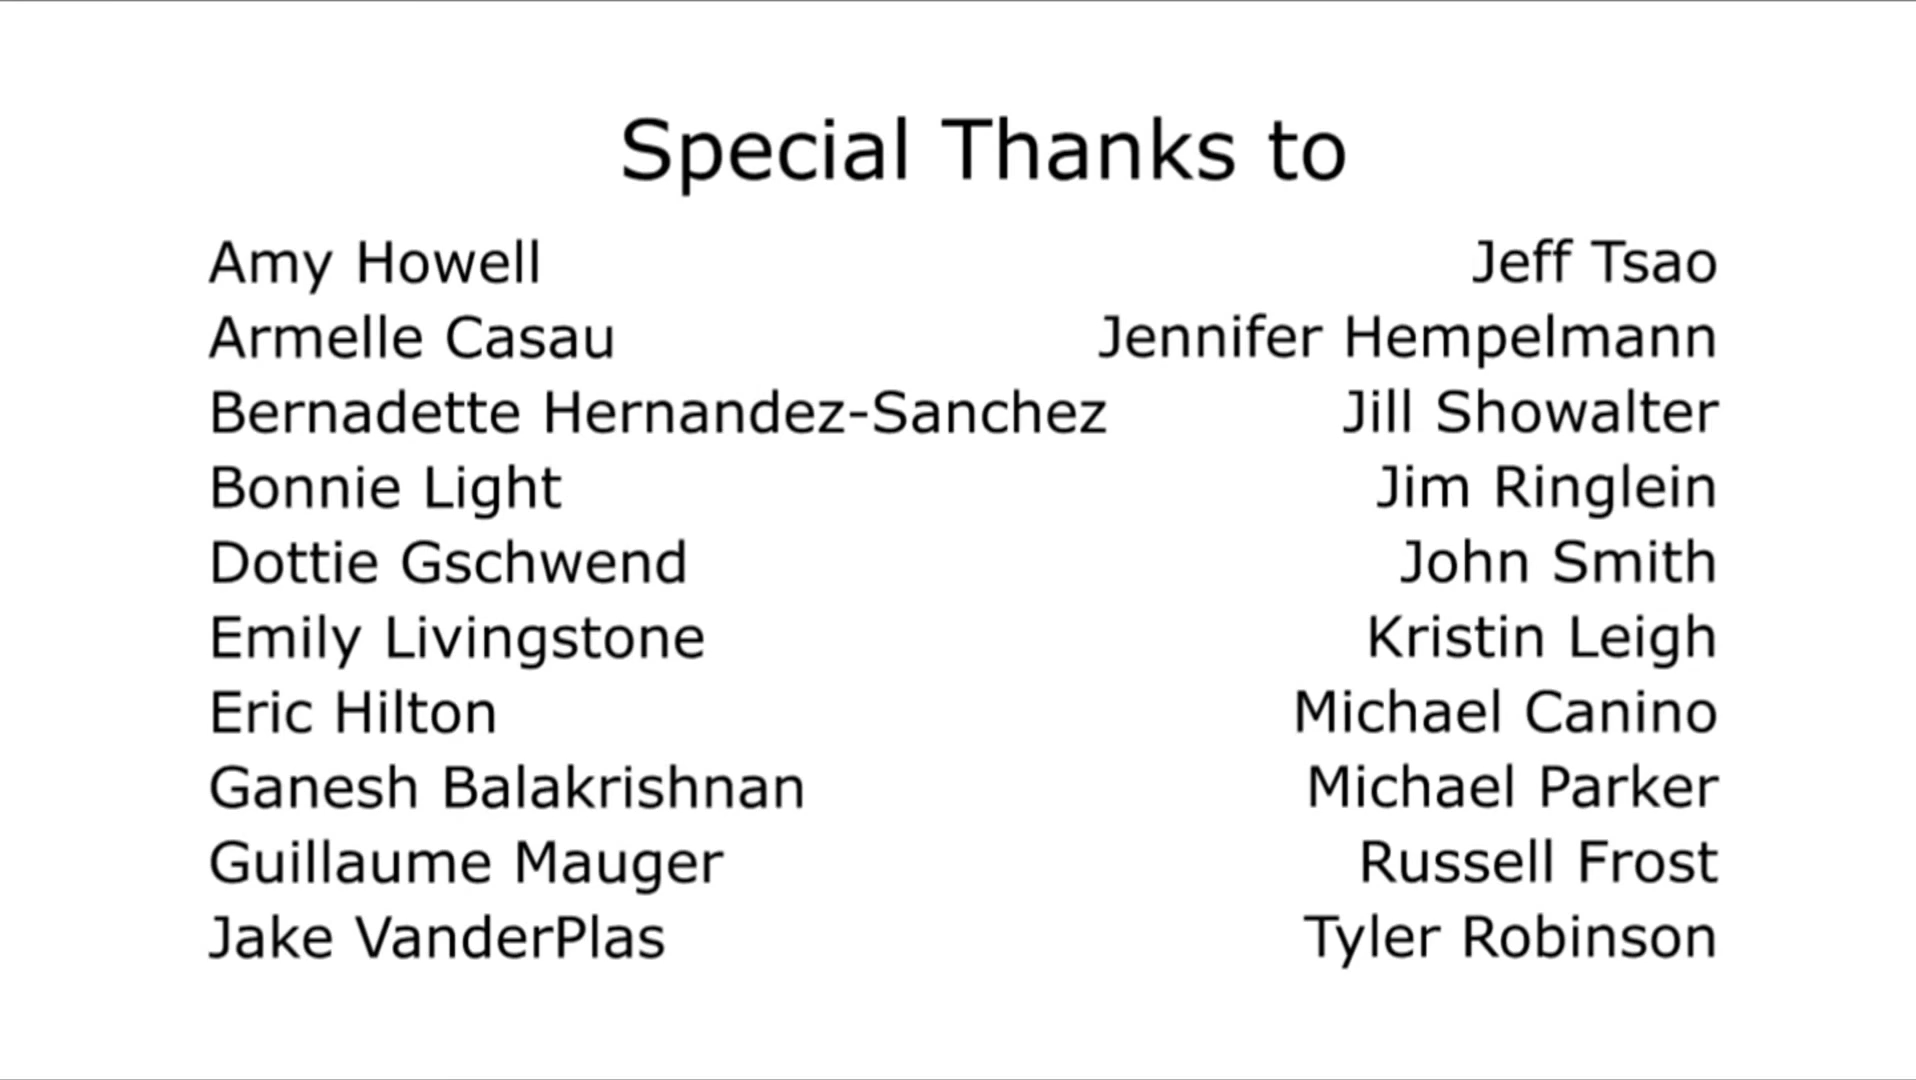 Special Thanks to
Amy Howell
Armelle Casau
Bernadette Hernandez-Sanchez
Bonnie Light
Dottie Gschwend
Emily Livingstone
Eric Hilton
Ganesh Balakrishnan
Guillaume Mauger
Jake VanderPlas
Jeff Tsao
Jennifer Hempelmann
Jill Showalter
Jim Ringlein
John Smith
Kristin Leigh
Michael Canino
Michael Parker
Russell Frost
Tyler Robinson